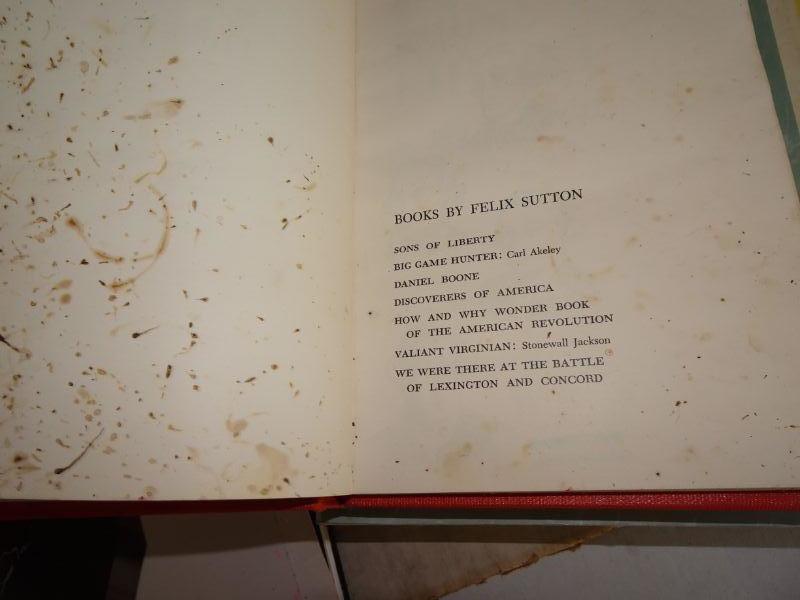 BOOKS BY FELIX SUTTON
SONS OF LIBERTY
BIG GAME HUNTER: Carl Akeley
DANIEL BOONE
DISCOVERERS OF AMERICA
HOW AND WHY WONDER BOOK
OF THE AMERICAN REVOLUTION
VALIANT VIRGINIAN: Stonewall Jackson
WE WERE THERE AT THE BATTLE
OF LEXINGTON AND CONCORD